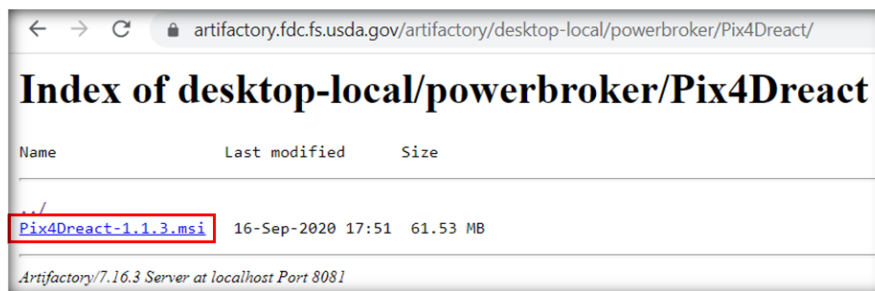 artifactory.fdc.fs.usda.gov/artifactory/desktop-local/powerbroker/Pix4Dreact/
Index of desktop-local/powerbroker/Pix4Dreact
Name Last modified Size
../
Pix4Dreact-1.1.3.msi 16-Sep-2020 17:51 61.53 MB
Artifactory/7.16.3 Server at localhost Port 8081